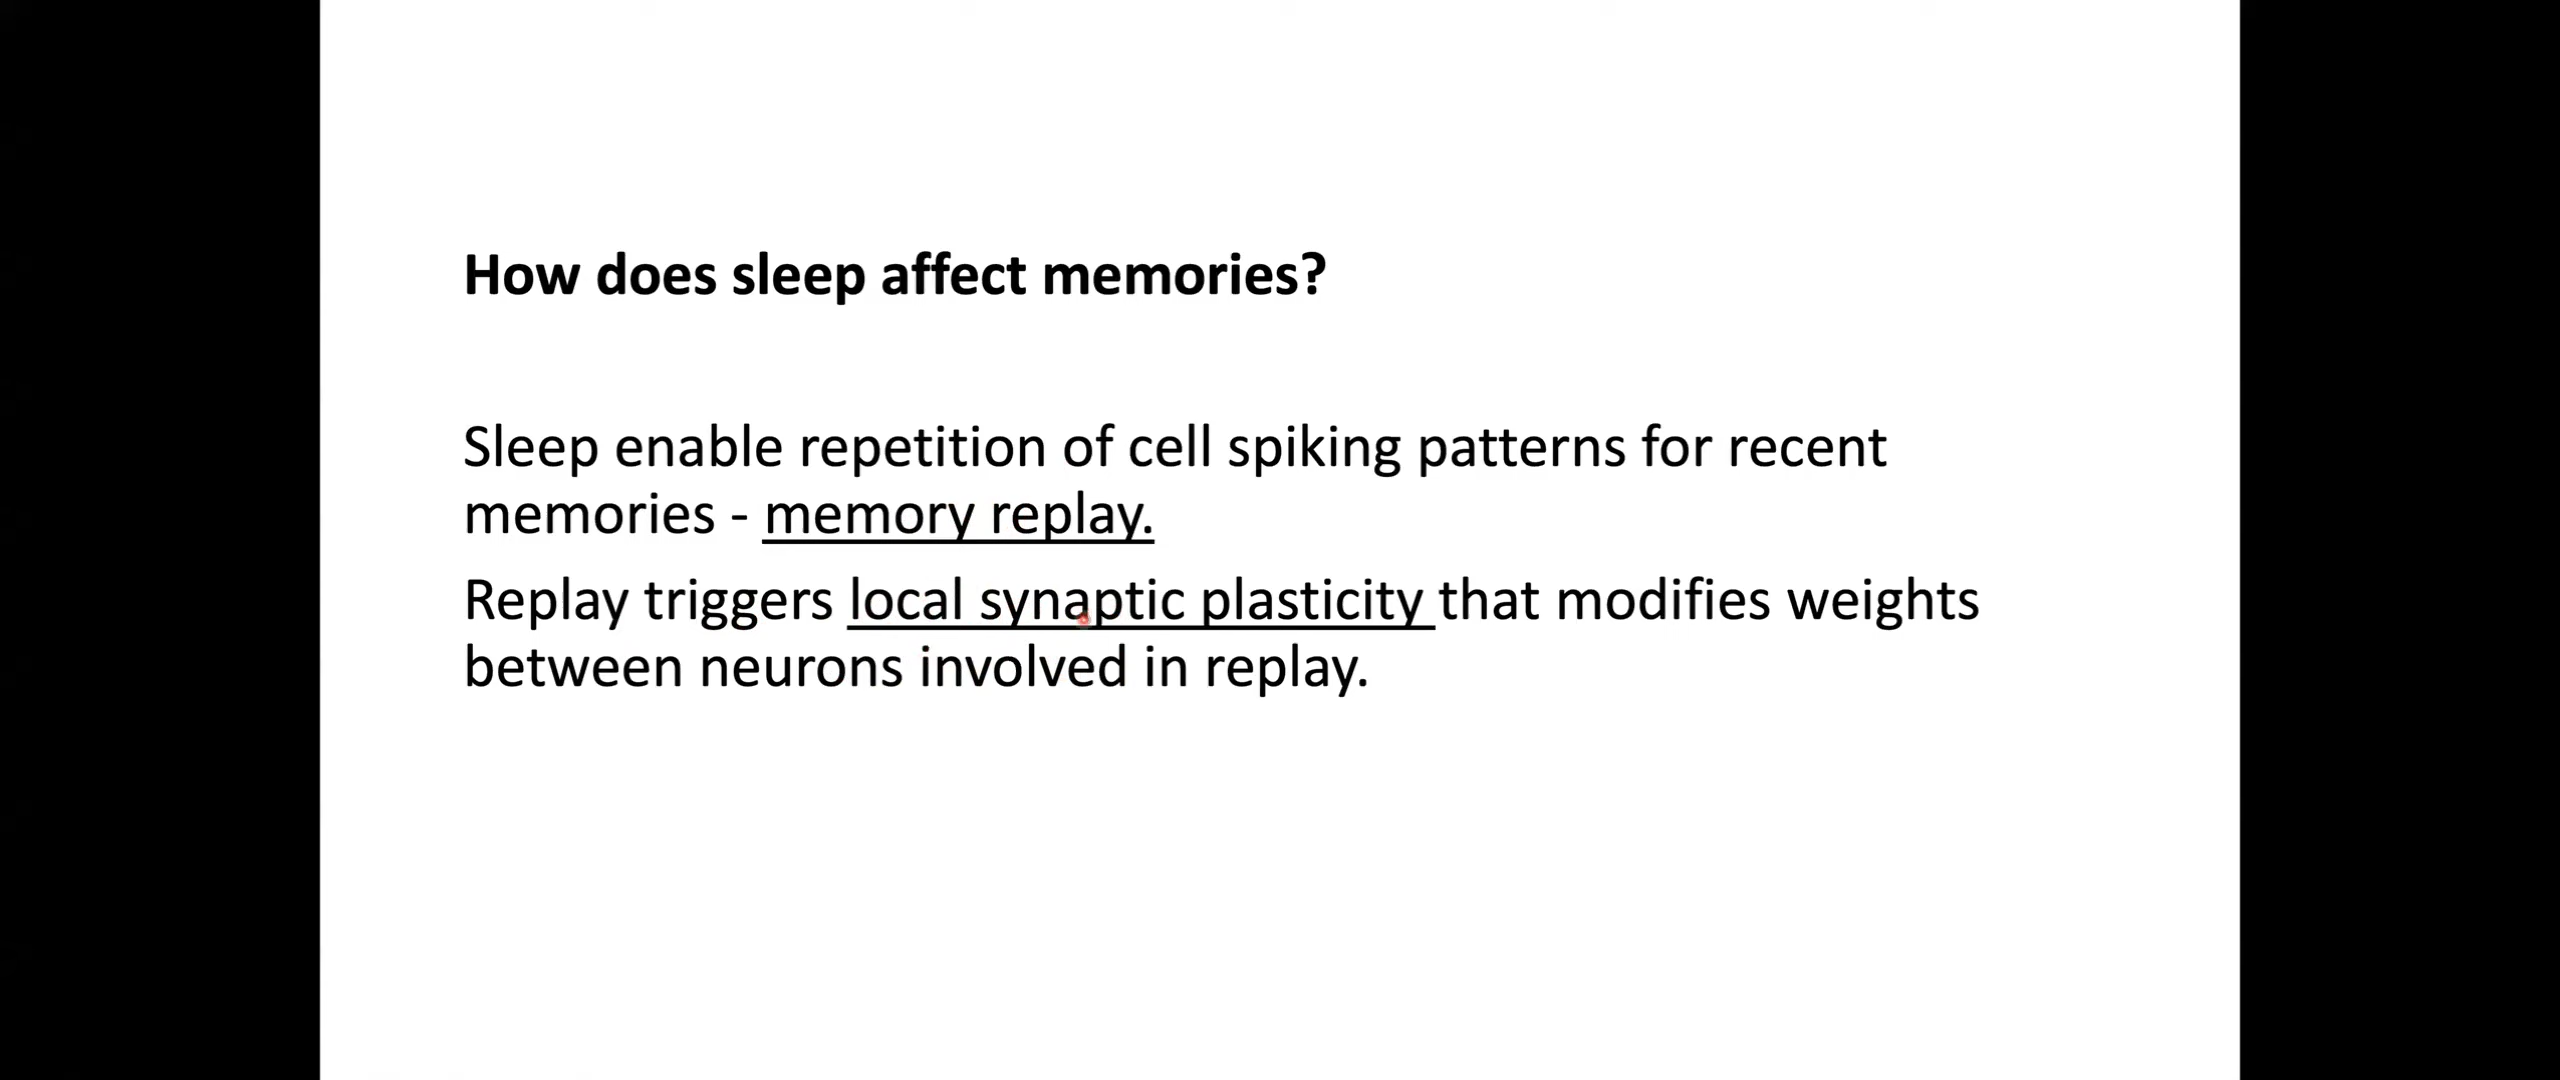 How does sleep affect memories?
Sleep enable repetition of cell spiking patterns for recent
memories - memory replay.
Replay triggers local synaptic plasticity that modifies weights
between neurons involved in replay.